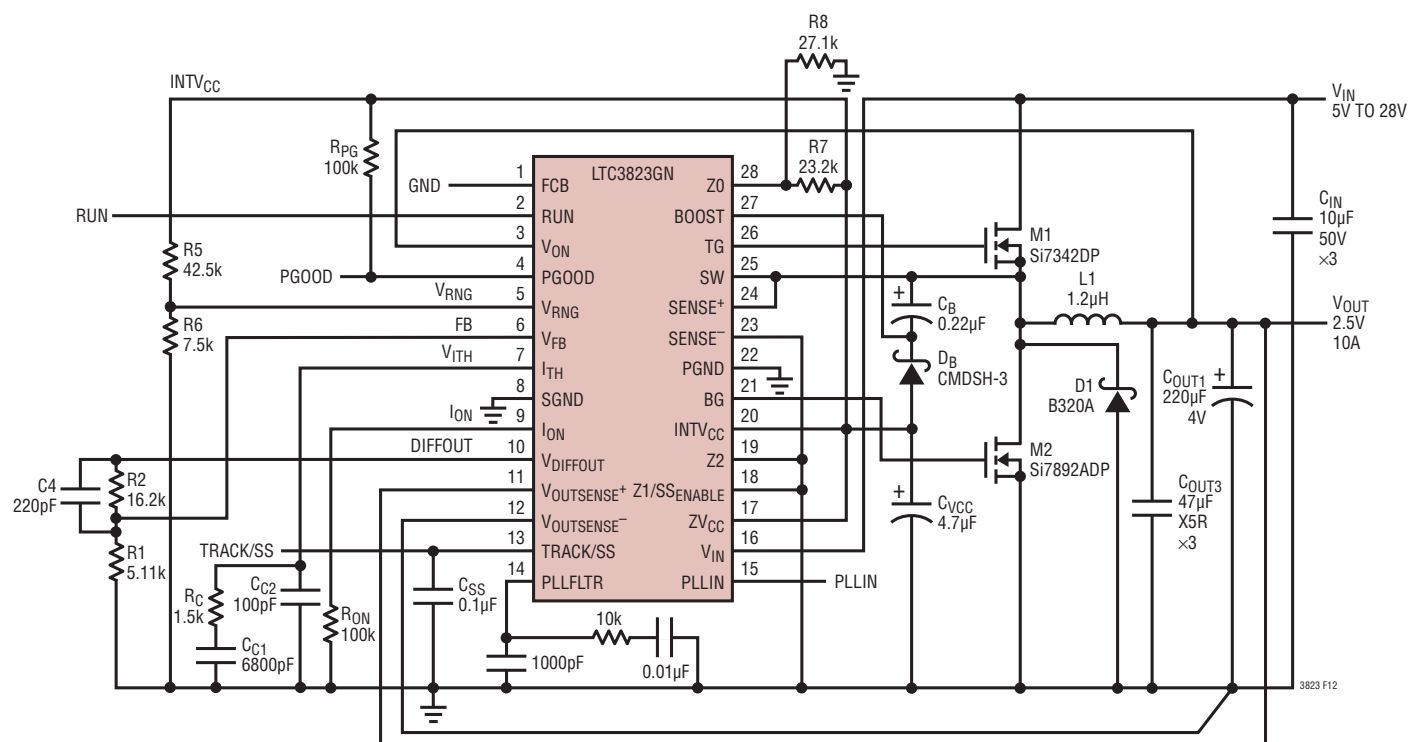 R8
27.1k
INTVCC
VIN
5V TO 28V
RPG
100k
R7
23.2k
LTC3823GN
GND
1
FCB
Z0
28
RUN
2
RUN
BOOST
27
3
VON
TG
26
M1
Si7342DP
CIN
10µF
50V
×3
R5
42.5k
PGOOD
4
PGOOD
SW
25
VRNG
5
VRNG
SENSE+
24
+
CB
0.22µF
L1
1.2µH
VOUT
2.5V
10A
R6
7.5k
FB
6
VFB
SENSE–
23
VITH
7
ITH
PGND
22
DB
CMDSH-3
8
SGND
BG
21
D1
B320A
COUT1
220µF
4V
+
ION
9
ION
INTVCC
20
DIFFOUT
10
VDIFFOUT
Z2
19
M2
Si7892ADP
C4
220pF
R2
16.2k
11
VOUTSENSE+
Z1/SSENABLE
18
+
CVCC
4.7µF
COUT3
47µF
X5R
×3
12
VOUTSENSE–
ZVCC
17
R1
5.11k
TRACK/SS
13
TRACK/SS
VIN
16
14
PLLFLTR
PLLIN
15
PLLIN
RC
1.5k
CC2
100pF
RON
100k
CSS
0.1µF
10k
CC1
6800pF
1000pF
0.01µF
3823 F12